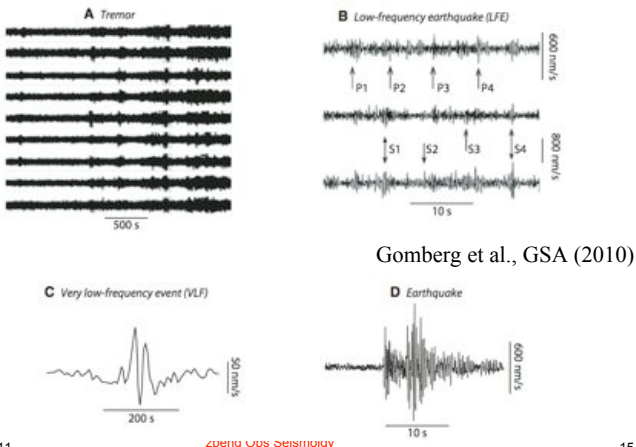 A Tremor
500 s
B Low-frequency earthquake (LFE)
600 nm/s
P1 P2 P3 P4
S1 S2 S3 S4
800 nm/s
10 s
Gomberg et al., GSA (2010)
C Very low-frequency event (VLF)
50 nm/s
200 s
D Earthquake
600 nm/s
10 s
Zbend Obs Seismoldy
15